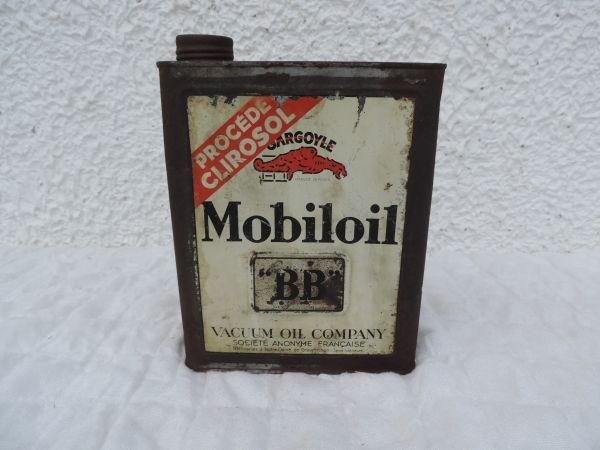 PROCÉDÉ
CLIROSOL
GARGOYLE
Mobiloil
"BB"
VACUUM OIL COMPANY
SOCIÉTÉ ANONYME FRANÇAISE